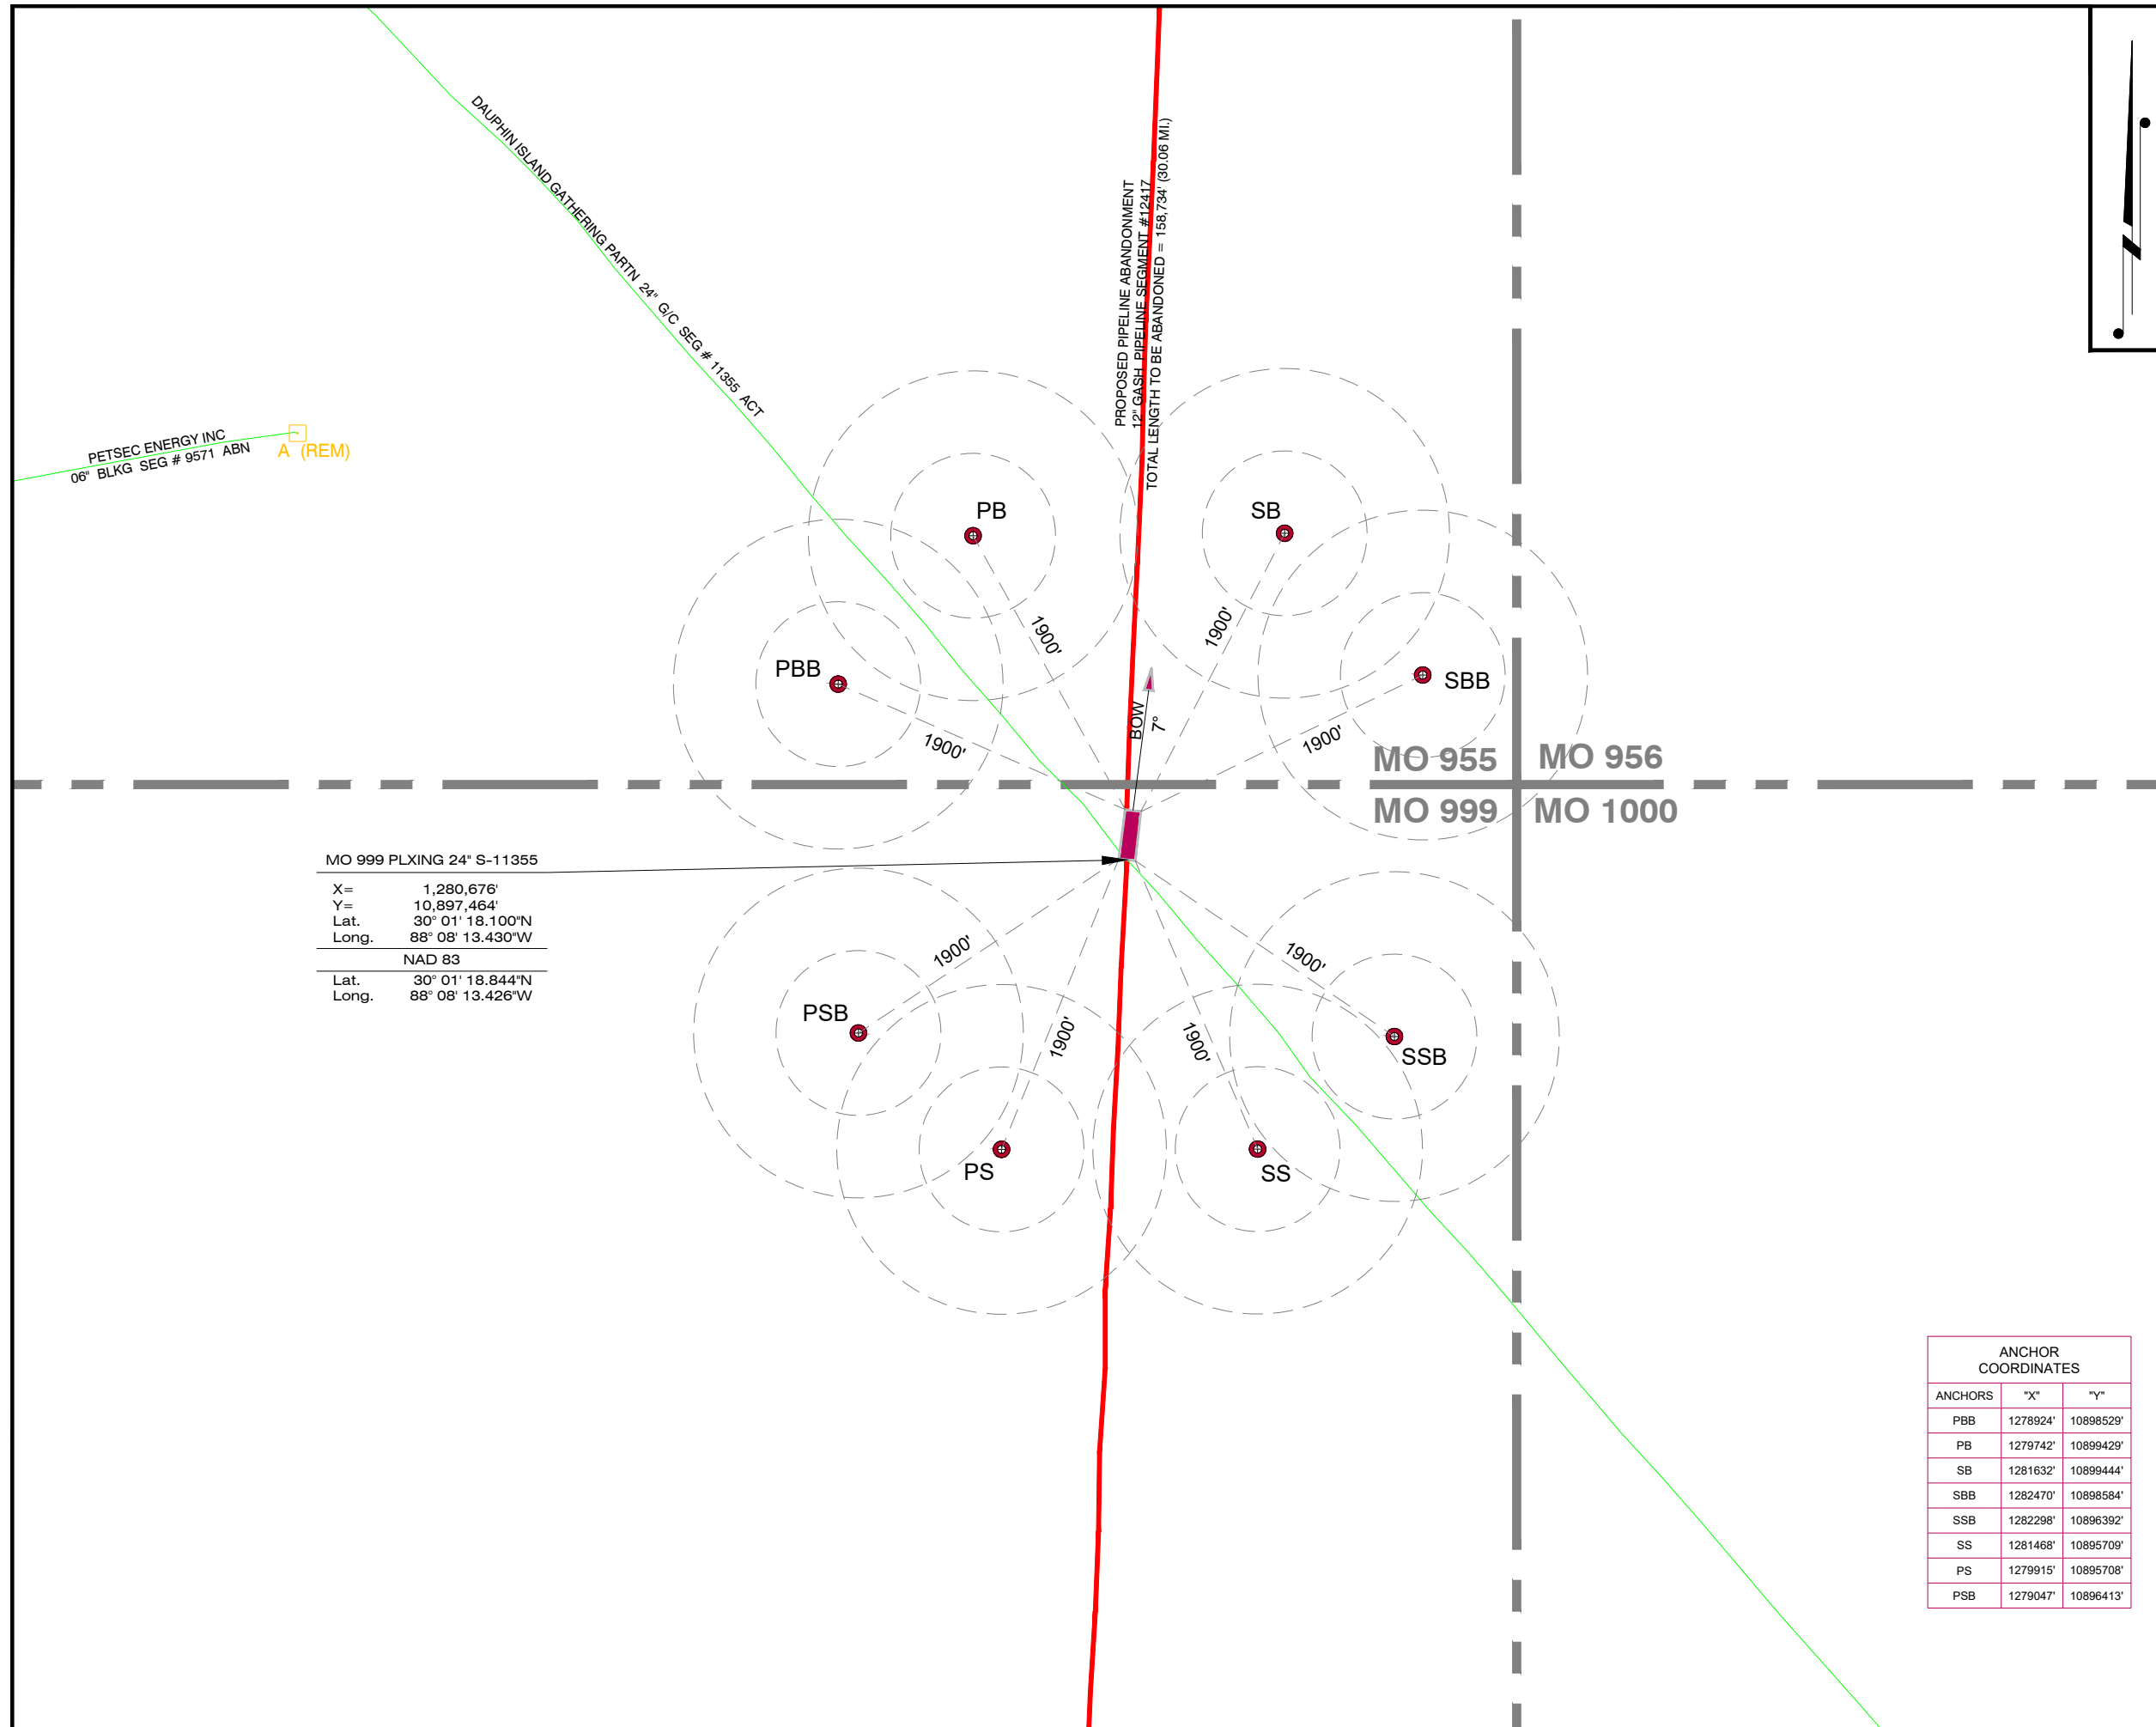 DAUPHIN ISLAND GATHERING PARTN 24" G/C SEG # 11355 ACT
PROPOSED PIPELINE ABANDONMENT
12" GASH PIPELINE SEGMENT #12417
TOTAL LENGTH TO BE ABANDONED = 158,734' (30.06 MI.)
PETSEC ENERGY INC
06" BLKG SEG # 9571 ABN
A (REM)
PB
SB
1900'
1900'
PBB
SBB
BOW
7°
1900'
1900'
MO 955
MO 956
MO 999
MO 1000
MO 999 PLXING 24" S-11355
X= 1,280,676'
Y= 10,897,464'
Lat. 30° 01' 18.100"N
Long. 88° 08' 13.430"W
NAD 83
Lat. 30° 01' 18.844"N
Long. 88° 08' 13.426"W
1900'
1900'
PSB
1900'
1900'
SSB
PS
SS
ANCHOR
COORDINATES
ANCHORS "X" "Y"
PBB 1278924' 10898529'
PB 1279742' 10899429'
SB 1281632' 10899444'
SBB 1282470' 10898584'
SSB 1282298' 10896392'
SS 1281468' 10895709'
PS 1279915' 10895708'
PSB 1279047' 10896413'